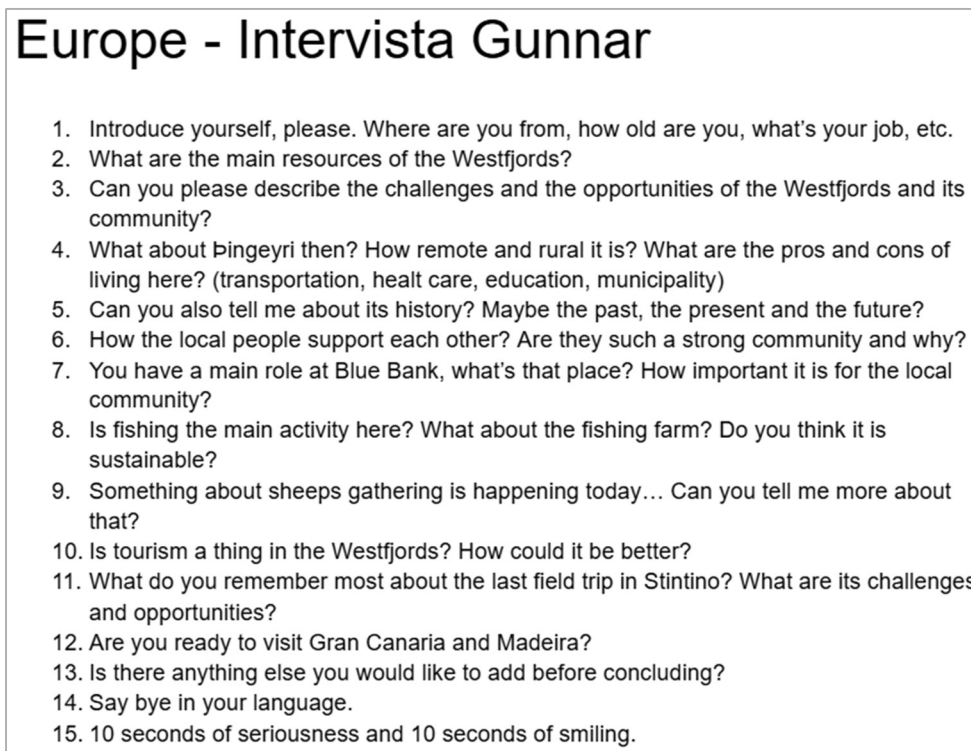 Europe - Intervista Gunnar
1. Introduce yourself, please. Where are you from, how old are you, what's your job, etc.
2. What are the main resources of the Westfjords?
3. Can you please describe the challenges and the opportunities of the Westfjords and its
community?
4. What about Þingeyri then? How remote and rural it is? What are the pros and cons of
living here? (transportation, healt care, education, municipality)
5. Can you also tell me about its history? Maybe the past, the present and the future?
6. How the local people support each other? Are they such a strong community and why?
7. You have a main role at Blue Bank, what's that place? How important it is for the local
community?
8. Is fishing the main activity here? What about the fishing farm? Do you think it is
sustainable?
9. Something about sheeps gathering is happening today… Can you tell me more about
that?
10. Is tourism a thing in the Westfjords? How could it be better?
11. What do you remember most about the last field trip in Stintino? What are its challenges
and opportunities?
12. Are you ready to visit Gran Canaria and Madeira?
13. Is there anything else you would like to add before concluding?
14. Say bye in your language.
15. 10 seconds of seriousness and 10 seconds of smiling.